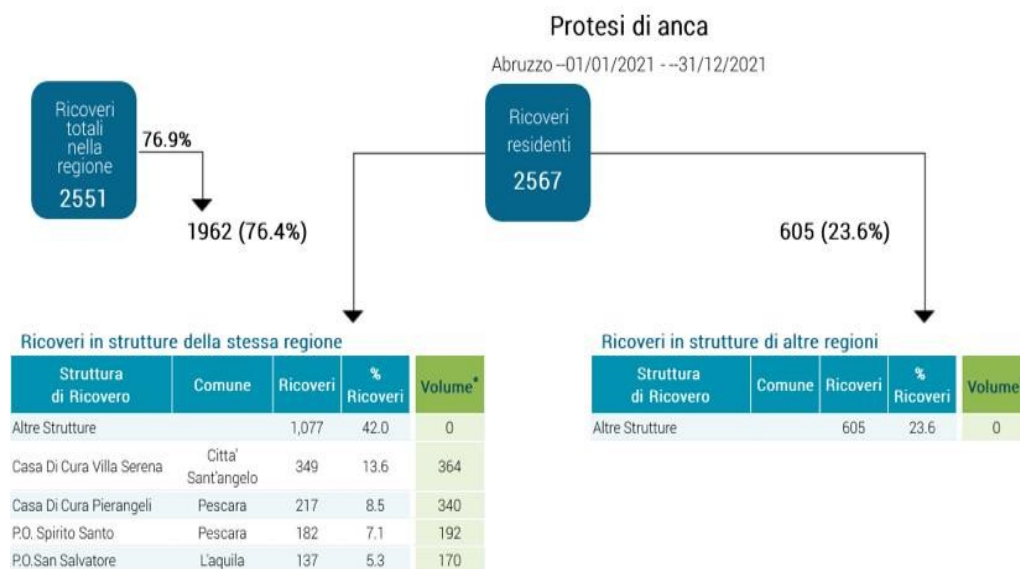 Protesi di anca
Abruzzo --01/01/2021 - --31/12/2021
Ricoveri
totali
nella
regione
2551
76.9%
Ricoveri
residenti
2567
1962 (76.4%)
605 (23.6%)
Ricoveri in strutture della stessa regione
Struttura di Ricovero Comune Ricoveri % Ricoveri Volume*
Altre Strutture 1,077 42.0 0
Casa Di Cura Villa Serena Citta' Sant'angelo 349 13.6 364
Casa Di Cura Pierangeli Pescara 217 8.5 340
P.O. Spirito Santo Pescara 182 7.1 192
P.O.San Salvatore L'aquila 137 5.3 170
Ricoveri in strutture di altre regioni
Struttura di Ricovero Comune Ricoveri % Ricoveri Volume
Altre Strutture 605 23.6 0